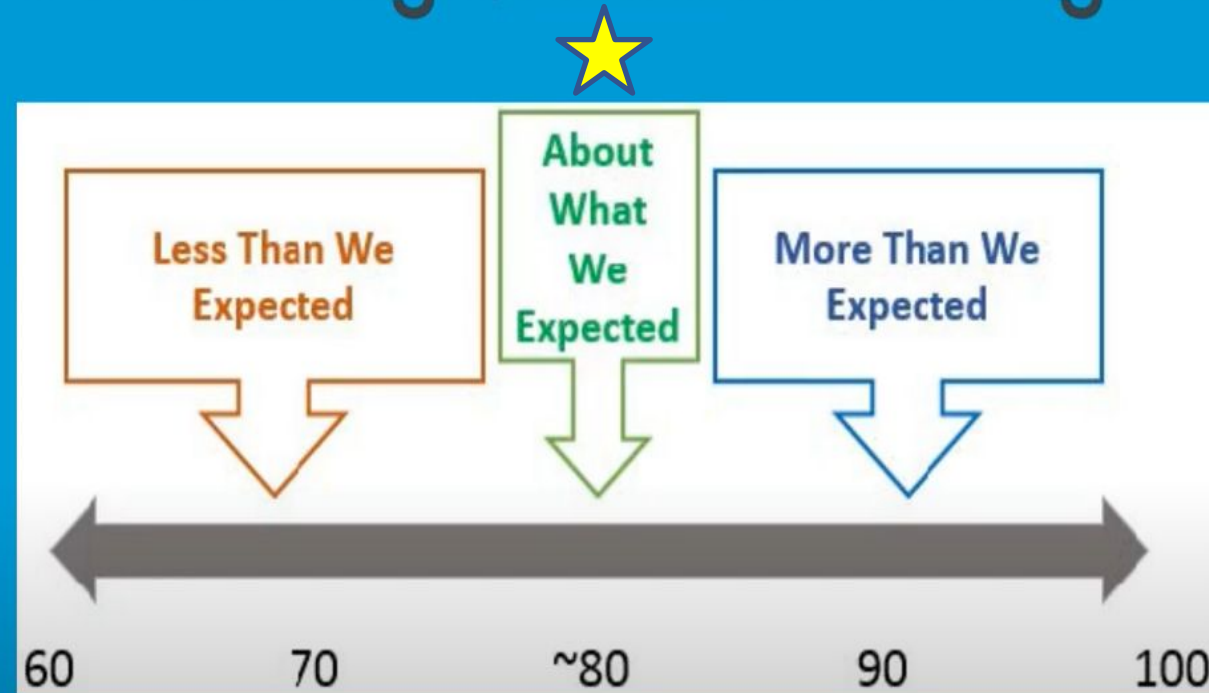 Less Than We
Expected
About
What
We
Expected
More Than We
Expected
60 70 ~80 90 100